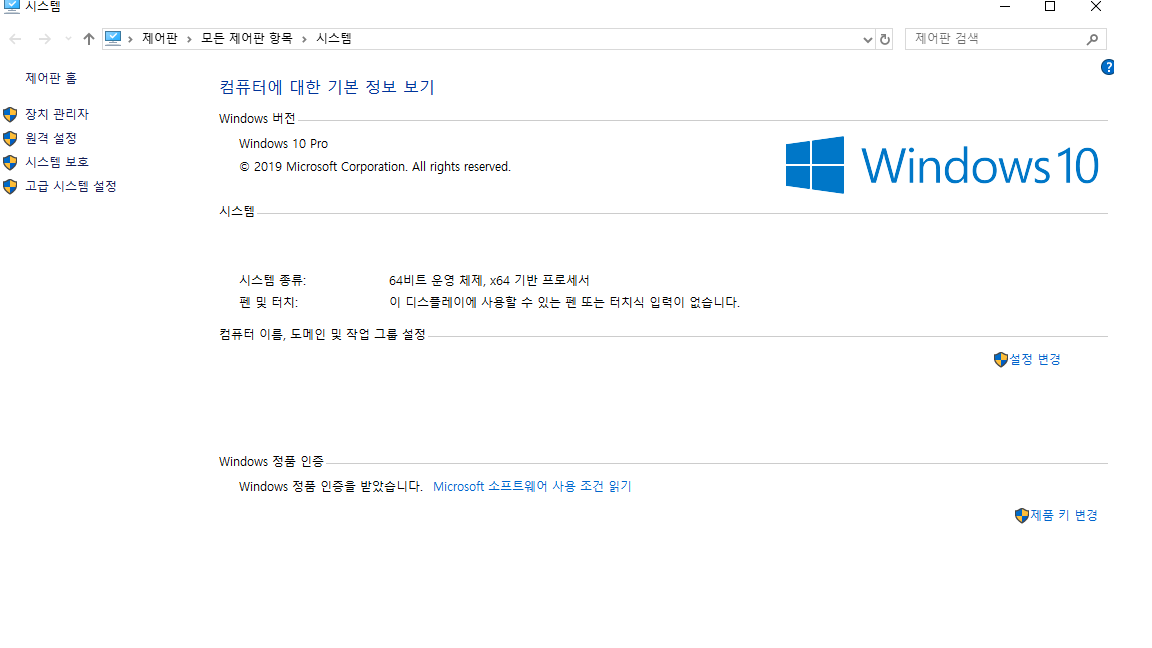 시스템
제어판 › 모든 제어판 항목 › 시스템
제어판 검색
제어판 홈
장치 관리자
원격 설정
시스템 보호
고급 시스템 설정
컴퓨터에 대한 기본 정보 보기
Windows 버전
Windows 10 Pro
© 2019 Microsoft Corporation. All rights reserved.
Windows 10
시스템
시스템 종류: 64비트 운영 체제, x64 기반 프로세서
펜 및 터치: 이 디스플레이에 사용할 수 있는 펜 또는 터치식 입력이 없습니다.
컴퓨터 이름, 도메인 및 작업 그룹 설정
설정 변경
Windows 정품 인증
Windows 정품 인증을 받았습니다. Microsoft 소프트웨어 사용 조건 읽기
제품 키 변경